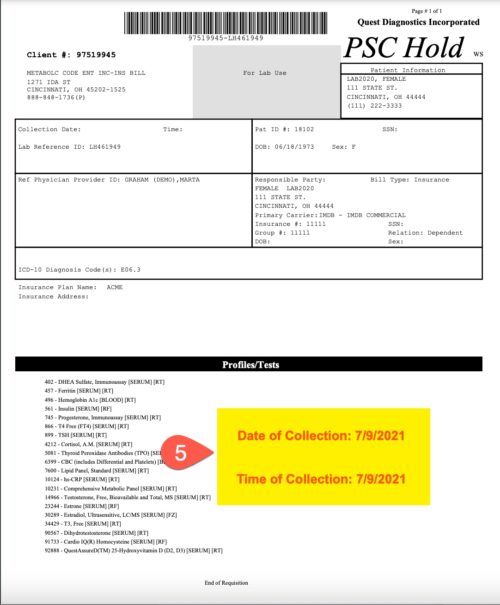 Page # 1 of 1
Quest Diagnostics Incorporated
97519945-LH461949
PSC Hold ws
Client #: 97519945
For Lab Use
Patient Information
METABOLC CODE ENT INC-INS BILL
1271 IDA ST
CINCINNATI, OH 45202-1525
888-848-1736(P)
LAB2020, FEMALE
111 STATE ST.
CINCINNATI, OH 44444
(111) 222-3333
Collection Date: Time:
Lab Reference ID: LH461949
Pat ID #: 18102 SSN:
DOB: 06/18/1973 Sex: F
Ref Physician Provider ID: GRAHAM (DEMO),MARTA
Responsible Party: Bill Type: Insurance
FEMALE LAB2020
111 STATE ST.
CINCINNATI, OH 44444
Primary Carrier:IMDB - IMDB COMMERCIAL
Insurance #: 11111 SSN:
Group #: 11111 Relation: Dependent
DOB: Sex:
ICD-10 Diagnosis Code(s): E06.3
Insurance Plan Name: ACME
Insurance Address:
Profiles/Tests
402 - DHEA Sulfate, Immunoassay [SERUM] [RT]
457 - Ferritin [SERUM] [RT]
496 - Hemoglobin A1c [BLOOD] [RT]
561 - Insulin [SERUM] [RF]
745 - Progesterone, Immunoassay [SERUM] [RT]
866 - T4 Free (FT4) [SERUM] [RT]
899 - TSH [SERUM] [RT]
4212 - Cortisol, A.M. [SERUM] [RT]
5081 - Thyroid Peroxidase Antibodies (TPO) [SE
6399 - CBC (includes Differential and Platelets) [B
7600 - Lipid Panel, Standard [SERUM] [RT]
10124 - hs-CRP [SERUM] [RT]
10231 - Comprehensive Metabolic Panel [SERUM] [RT]
14966 - Testosterone, Free, Bioavailable and Total, MS [SERUM] [RT]
23244 - Estrone [SERUM] [RF]
30289 - Estradiol, Ultrasensitive, LC/MS [SERUM] [FZ]
34429 - T3, Free [SERUM] [RT]
90567 - Dihydrotestosterone [SERUM] [RT]
91733 - Cardio IQ(R) Homocysteine [SERUM] [RF]
92888 - QuestAssureD(TM) 25-Hydroxyvitamin D (D2, D3) [SERUM] [RT]
5
Date of Collection: 7/9/2021
Time of Collection: 7/9/2021
End of Requisition